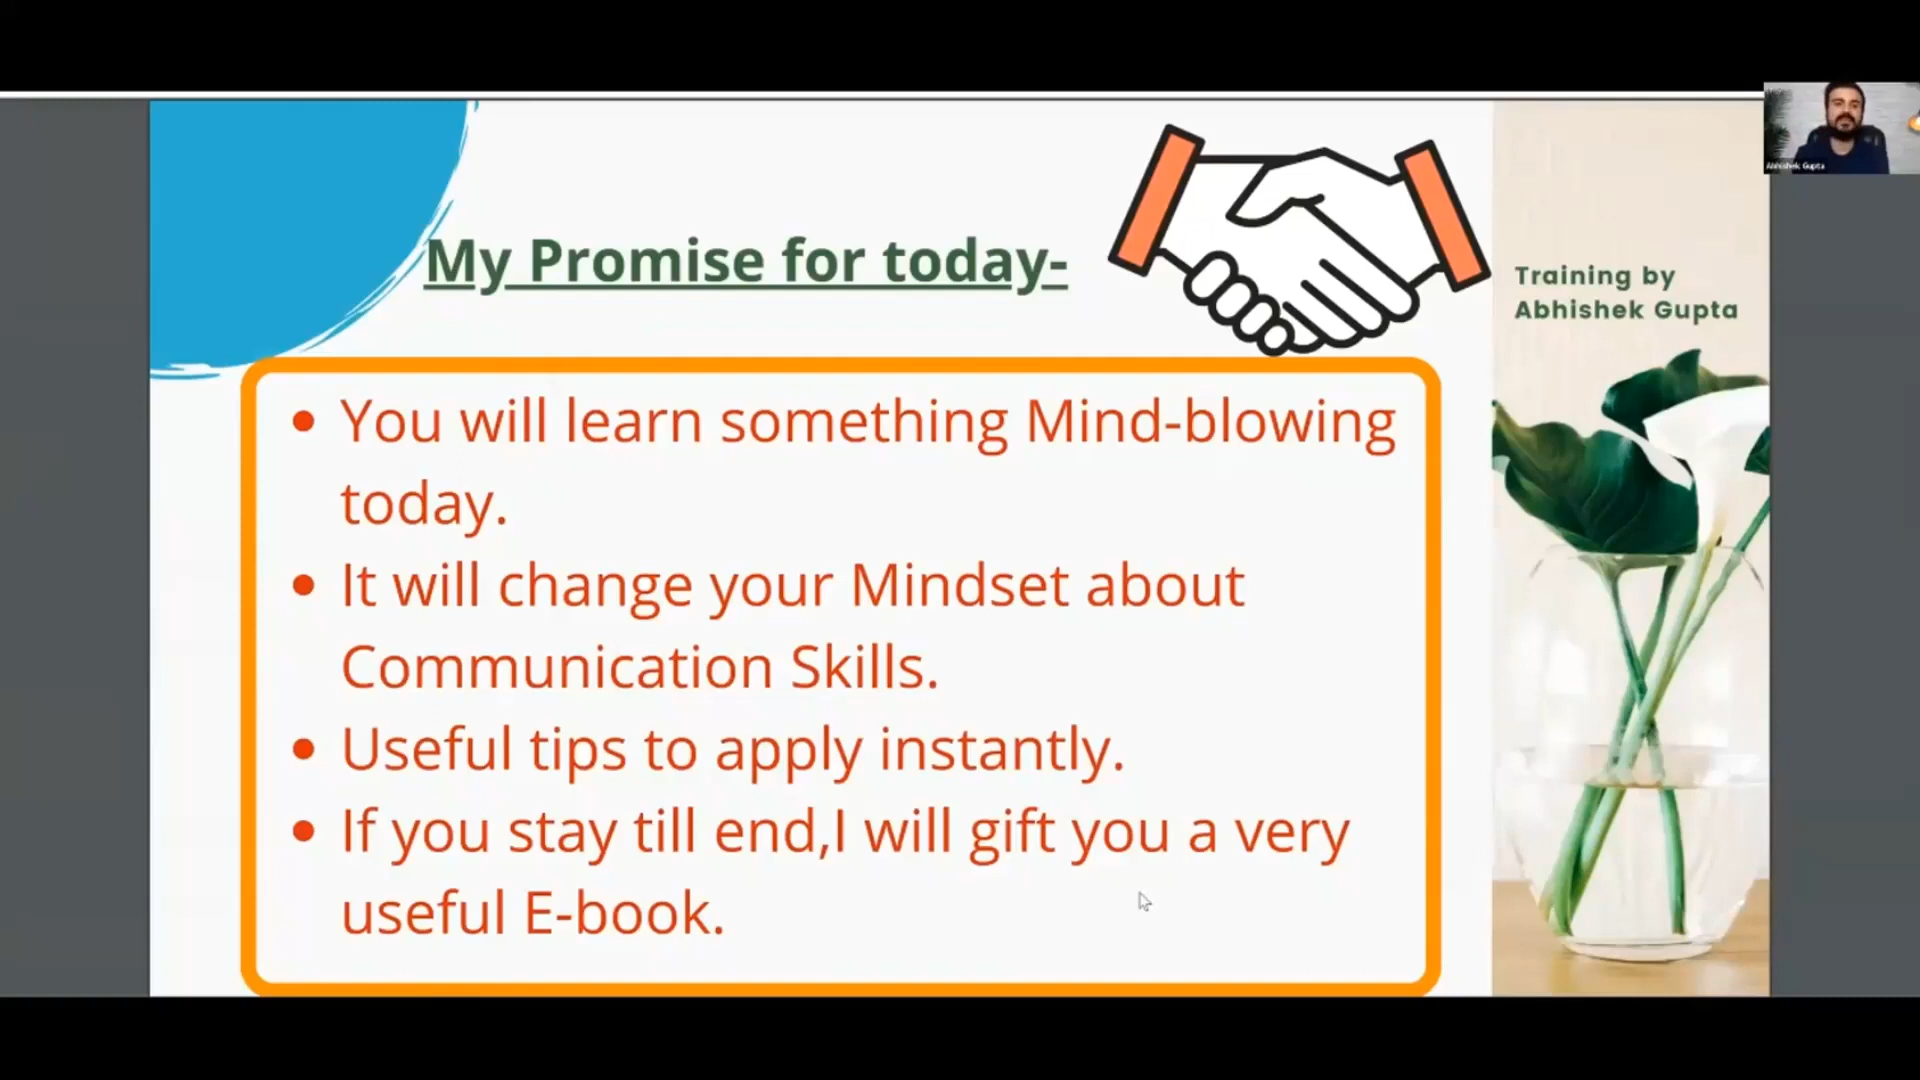 My Promise for today-
Training by
Abhishek Gupta
Abhishek Gupta
• You will learn something Mind-blowing
today.
• It will change your Mindset about
Communication Skills.
• Useful tips to apply instantly.
• If you stay till end,I will gift you a very
useful E-book.